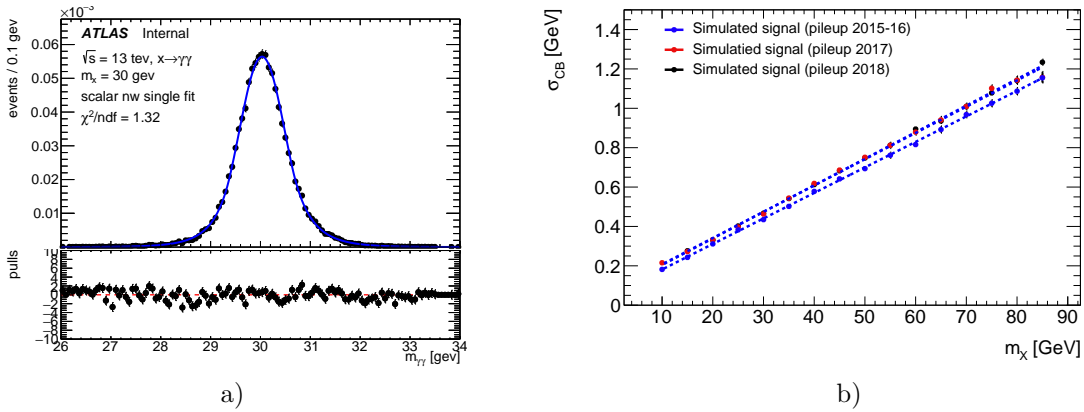 ×10⁻³
0.06
0.05
0.04
0.03
0.02
0.01
events / 0.1 gev
ATLAS Internal
√s = 13 tev, x→γγ
mₓ = 30 gev
scalar nw single fit
χ²/ndf = 1.32
pulls
10
8
6
4
2
0
−2
−4
−6
−8
−10
26 27 28 29 30 31 32 33 34
m_γγ [gev]
a)
σ_CB [GeV]
1.6
1.4
1.2
1
0.8
0.6
0.4
0.2
0
Simulated signal (pileup 2015-16)
Simulatied signal (pileup 2017)
Simulated signal (pileup 2018)
10 20 30 40 50 60 70 80 90
m_X [GeV]
b)